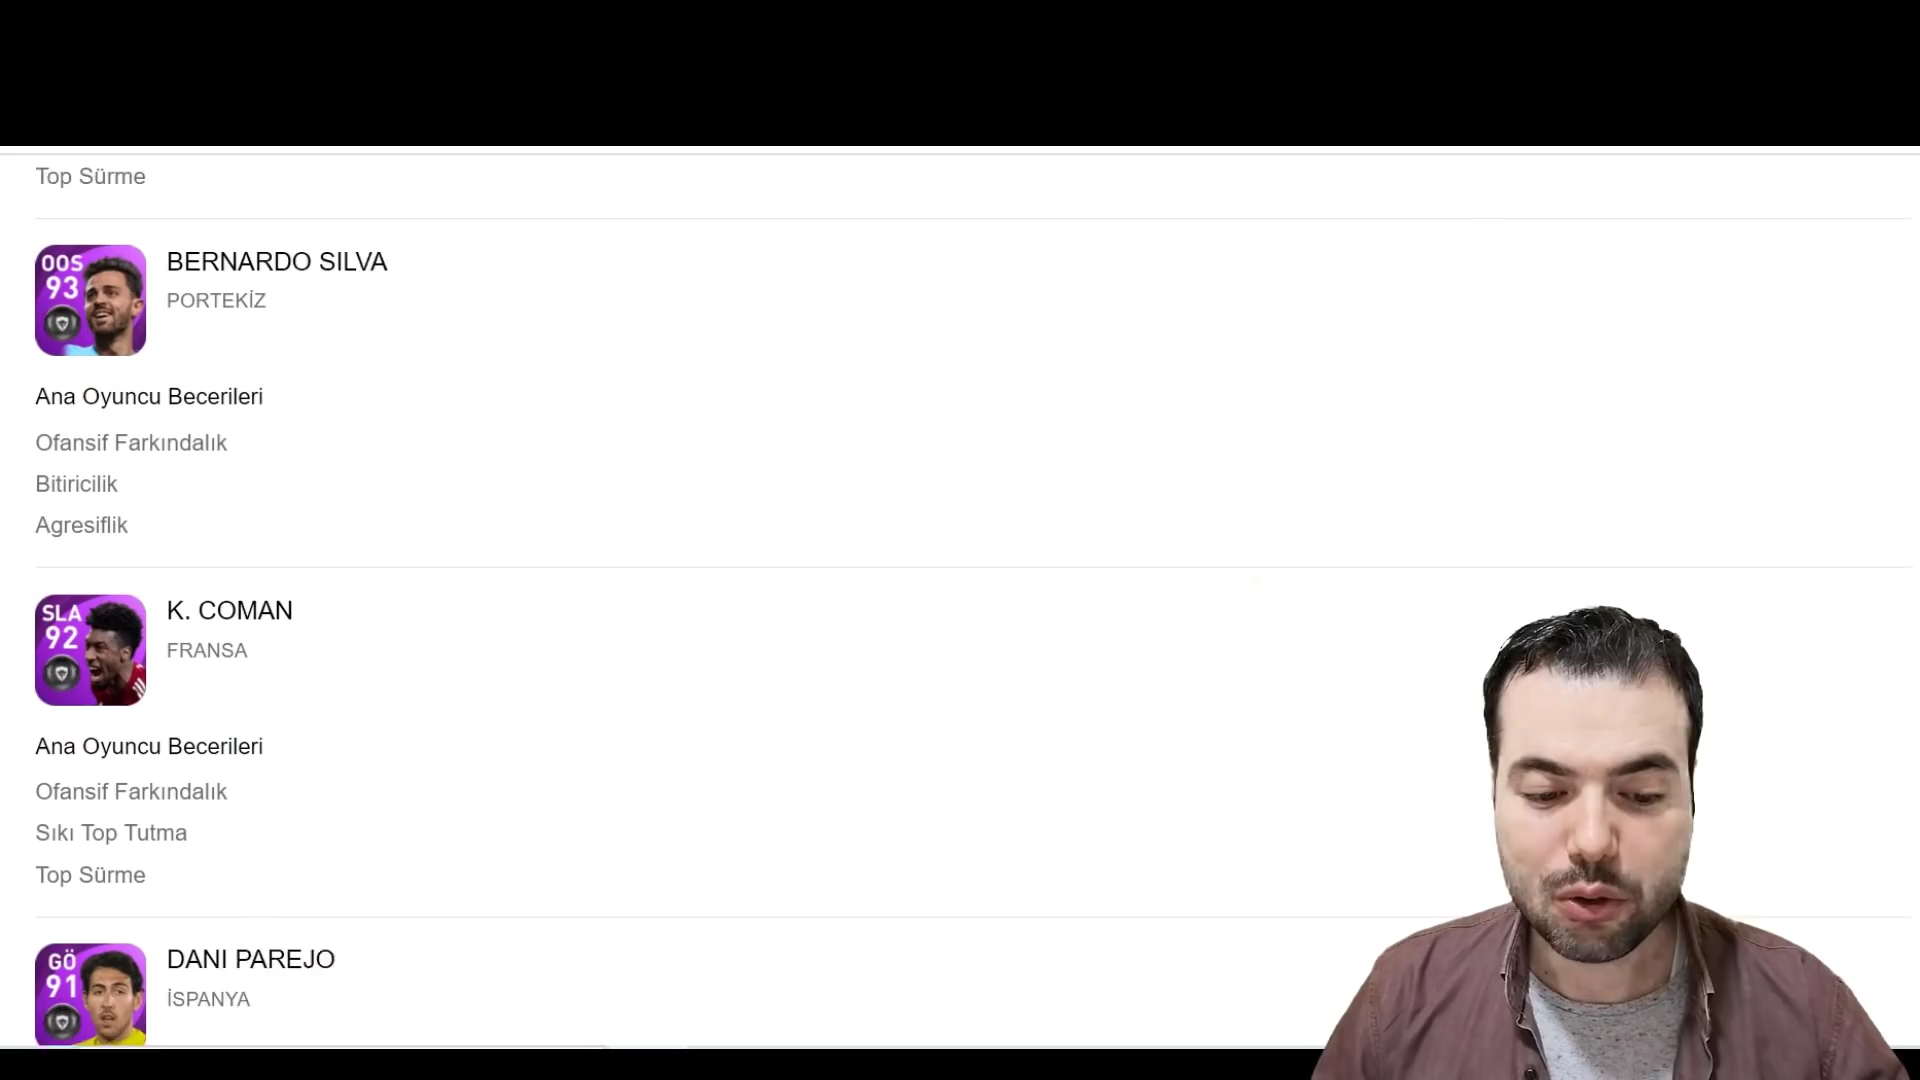 Top Sürme
OOS
93
BERNARDO SILVA
PORTEKİZ
Ana Oyuncu Becerileri
Ofansif Farkındalık
Bitiricilik
Agresiflik
SLA
92
K. COMAN
FRANSA
Ana Oyuncu Becerileri
Ofansif Farkındalık
Sıkı Top Tutma
Top Sürme
GÖ
91
DANI PAREJO
İSPANYA